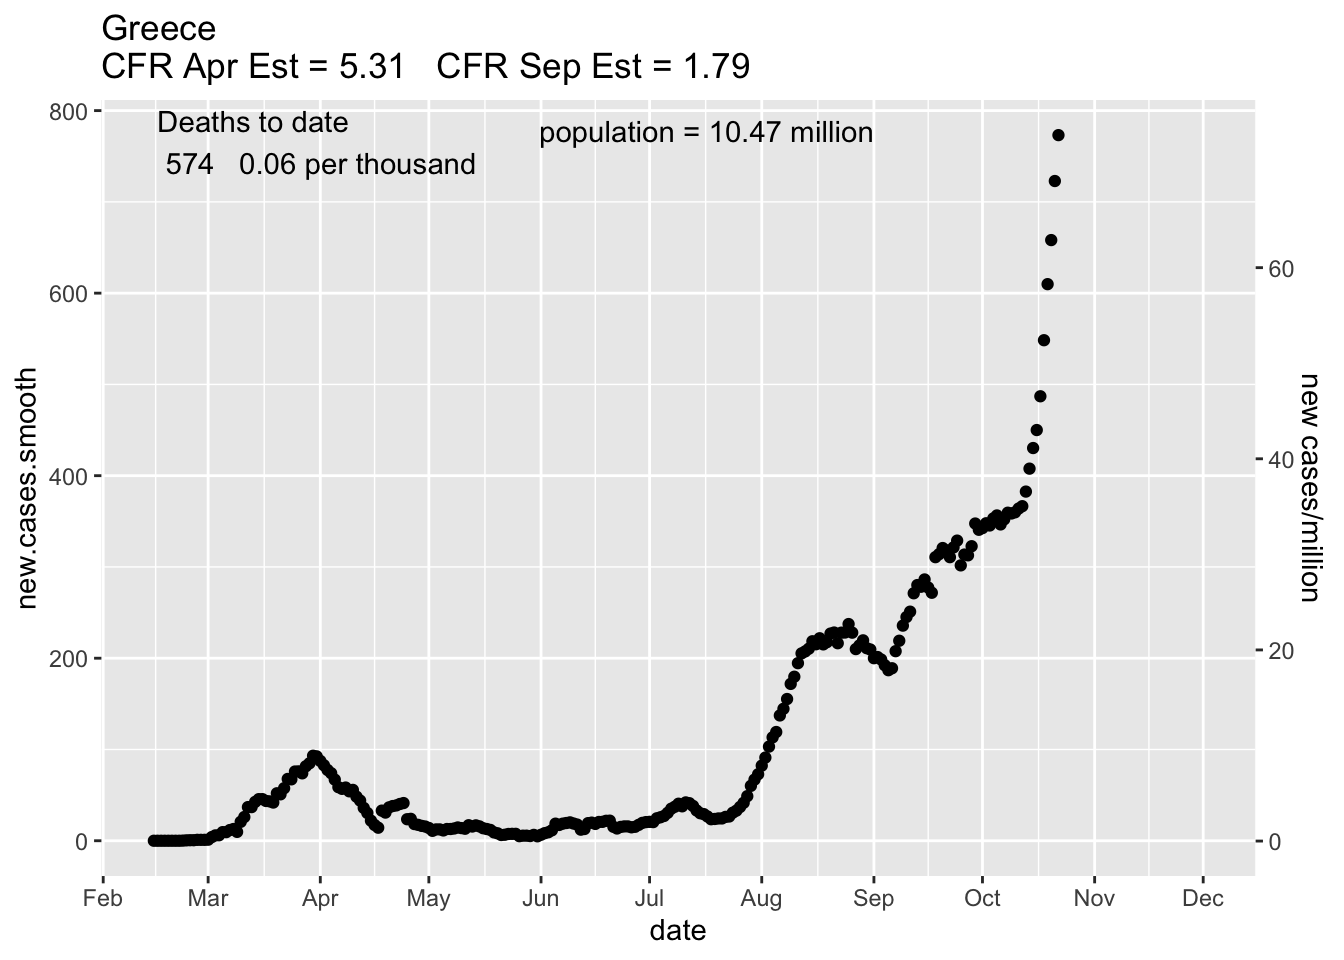 Greece
CFR Apr Est = 5.31   CFR Sep Est = 1.79
Deaths to date
574   0.06 per thousand
population = 10.47 million
new.cases.smooth
800
600
400
200
0
new cases/million
60
40
20
0
Feb Mar Apr May Jun Jul Aug Sep Oct Nov Dec
date